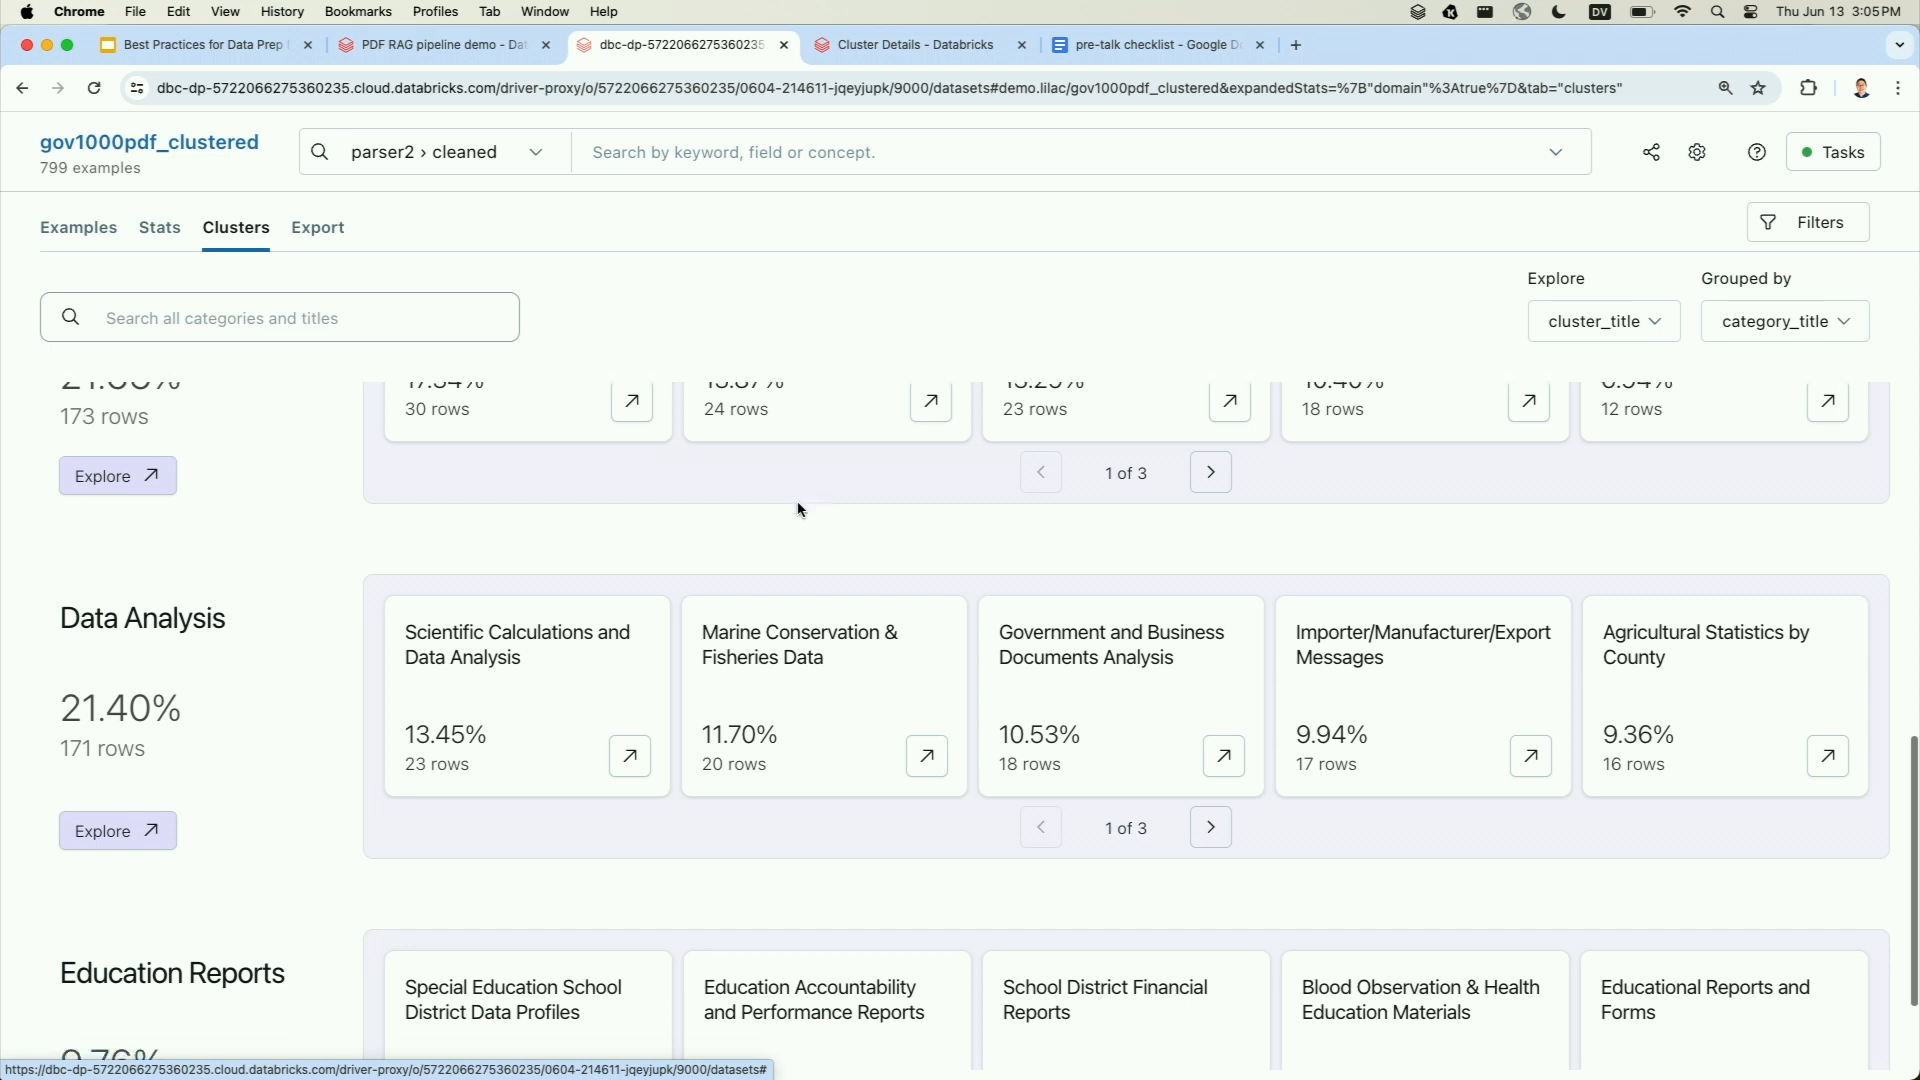 Chrome File Edit View History Bookmarks Profiles Tab Window Help DV Thu Jun 13 3:05 PM
Best Practices for Data Prep PDF RAG pipeline demo - Dat dbc-dp-5722066275360235 Cluster Details - Databricks pre-talk checklist - Google D
dbc-dp-5722066275360235.cloud.databricks.com/driver-proxy/o/5722066275360235/0604-214611-jqeyjupk/9000/datasets#demo.lilac/gov1000pdf_clustered&expandedStats=%7B"domain"%3Atrue%7D&tab="clusters"
gov1000pdf_clustered
799 examples
parser2 › cleaned
Search by keyword, field or concept.
Tasks
Examples Stats Clusters Export
Filters
Explore Grouped by
Search all categories and titles
cluster_title category_title
173 rows
Explore
30 rows 24 rows 23 rows 18 rows 12 rows
1 of 3
Data Analysis
21.40%
171 rows
Explore
Scientific Calculations and
Data Analysis
13.45%
23 rows
Marine Conservation &
Fisheries Data
11.70%
20 rows
Government and Business
Documents Analysis
10.53%
18 rows
Importer/Manufacturer/Export
Messages
9.94%
17 rows
Agricultural Statistics by
County
9.36%
16 rows
1 of 3
Education Reports
9.76%
Special Education School
District Data Profiles
Education Accountability
and Performance Reports
School District Financial
Reports
Blood Observation & Health
Education Materials
Educational Reports and
Forms
https://dbc-dp-5722066275360235.cloud.databricks.com/driver-proxy/o/5722066275360235/0604-214611-jqeyjupk/9000/datasets#